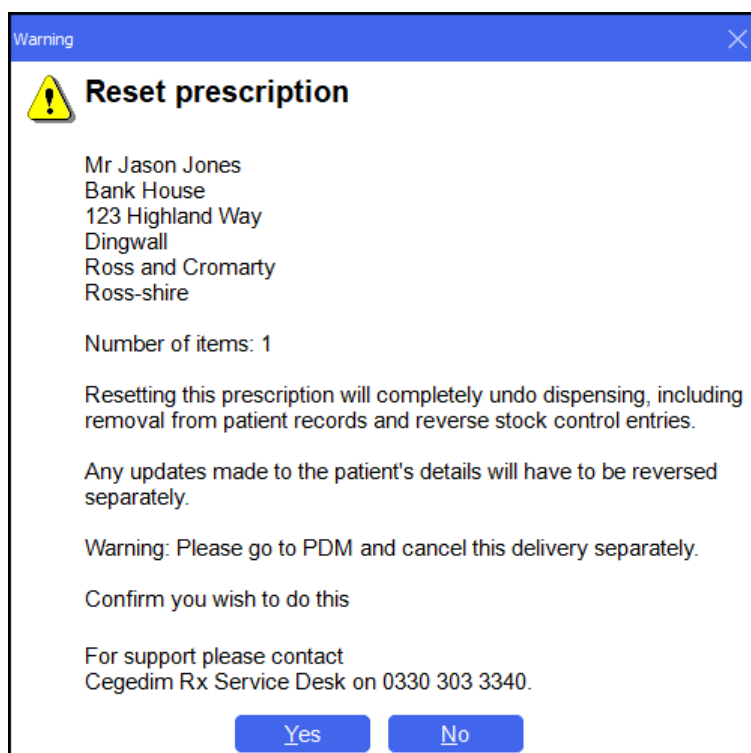 Warning
Reset prescription
Mr Jason Jones
Bank House
123 Highland Way
Dingwall
Ross and Cromarty
Ross-shire
Number of items: 1
Resetting this prescription will completely undo dispensing, including
removal from patient records and reverse stock control entries.
Any updates made to the patient's details will have to be reversed
separately.
Warning: Please go to PDM and cancel this delivery separately.
Confirm you wish to do this
For support please contact
Cegedim Rx Service Desk on 0330 303 3340.
Yes No